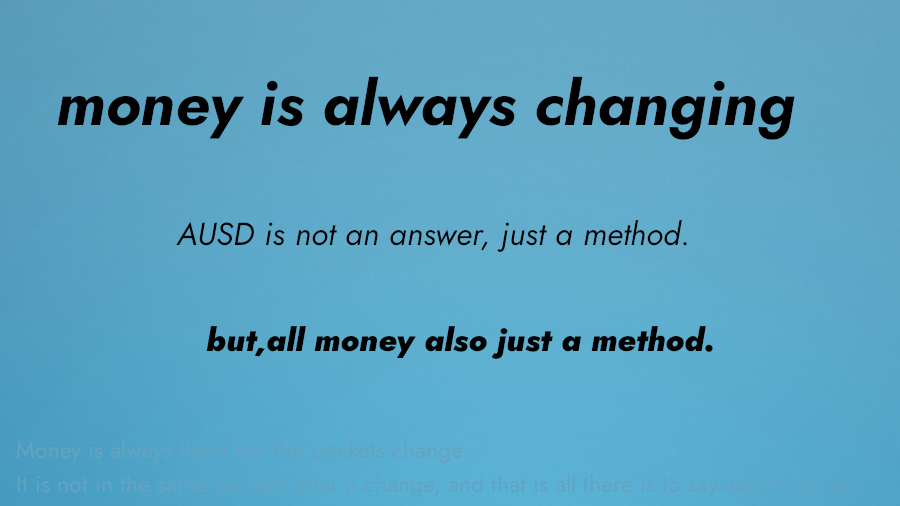 money is always changing
AUSD is not an answer, just a method.
but,all money also just a method.
Money is always there but the pockets change
It is not in the same pockets after a change, and that is all there is to say about money.